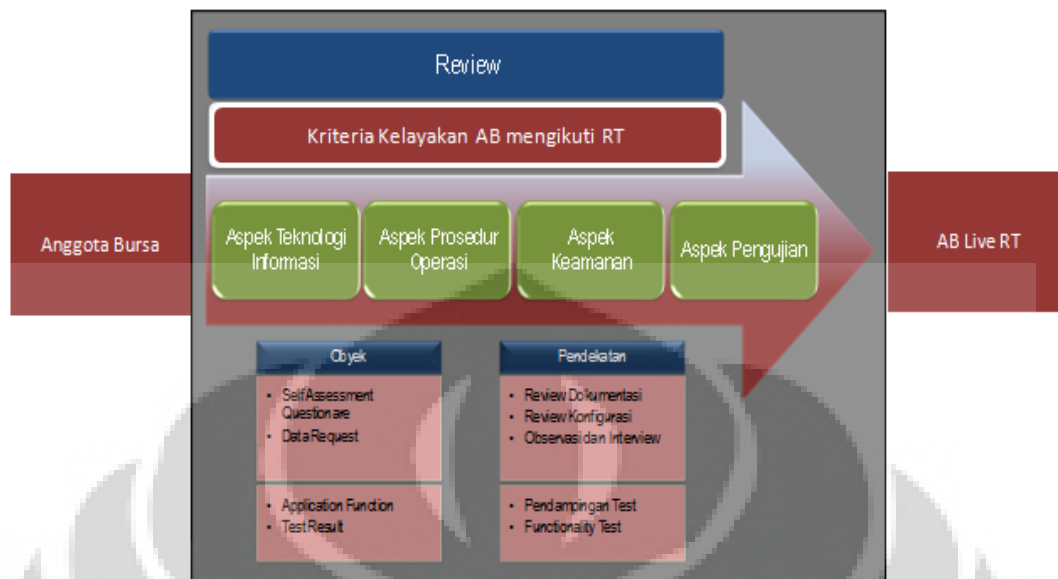 Review
Kriteria Kelayakan AB mengikuti RT
Anggota Bursa
Aspek Teknologi
Informasi
Aspek Prosedur
Operasi
Aspek
Keamanan
Aspek Pengujian
AB Live RT
Obyek
• Self Assessment
Questionare
• Data Request
• Application Function
• Test Result
Pendekatan
• Review Dokumentasi
• Review Konfigurasi
• Observasi dan Interview
• Pendampingan Test
• Functionality Test